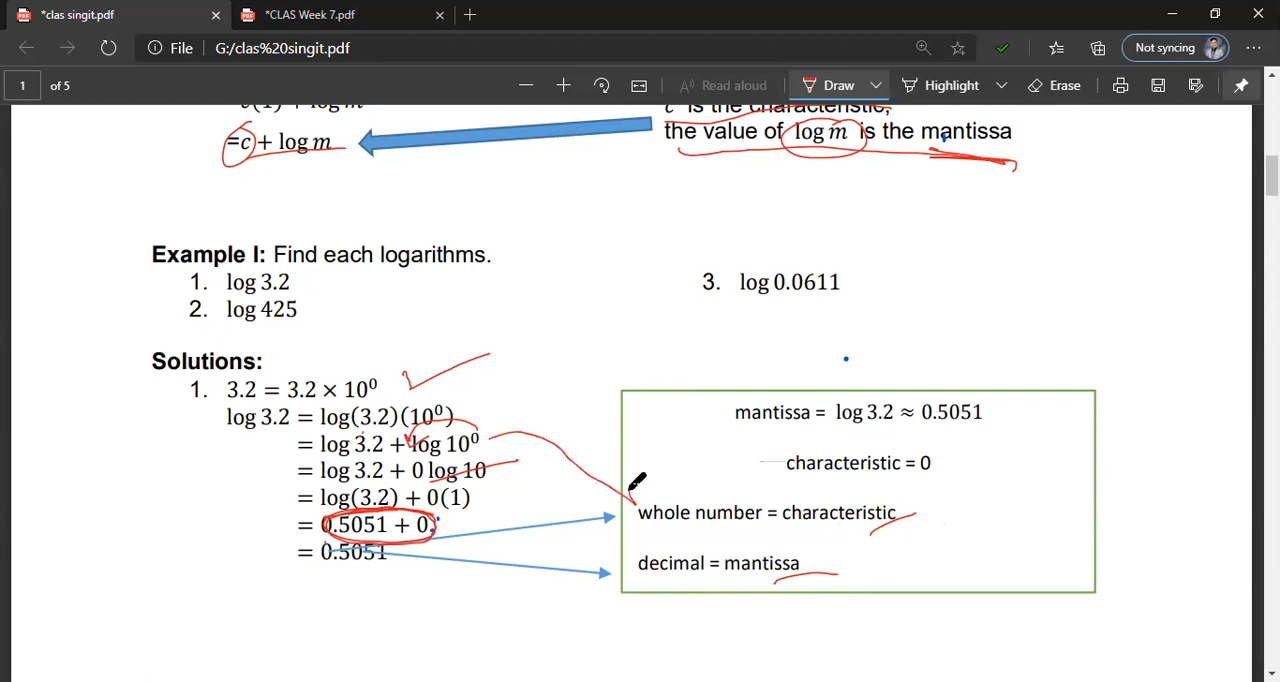 *clas singit.pdf
*CLAS Week 7.pdf
File
G:/clas%20singit.pdf
Not syncing
1 of 5
Read aloud
Draw
Highlight
Erase
c is the characteristic,
=c + log m
the value of log m is the mantissa
Example I: Find each logarithms.
1. log 3.2
3. log 0.0611
2. log 425
Solutions:
1. 3.2 = 3.2 × 10⁰
log 3.2 = log(3.2)(10⁰)
= log 3.2 + log 10⁰
= log 3.2 + 0 log 10
= log(3.2) + 0(1)
= 0.5051 + 0.
= 0.5051
mantissa = log 3.2 ≈ 0.5051
characteristic = 0
whole number = characteristic
decimal = mantissa